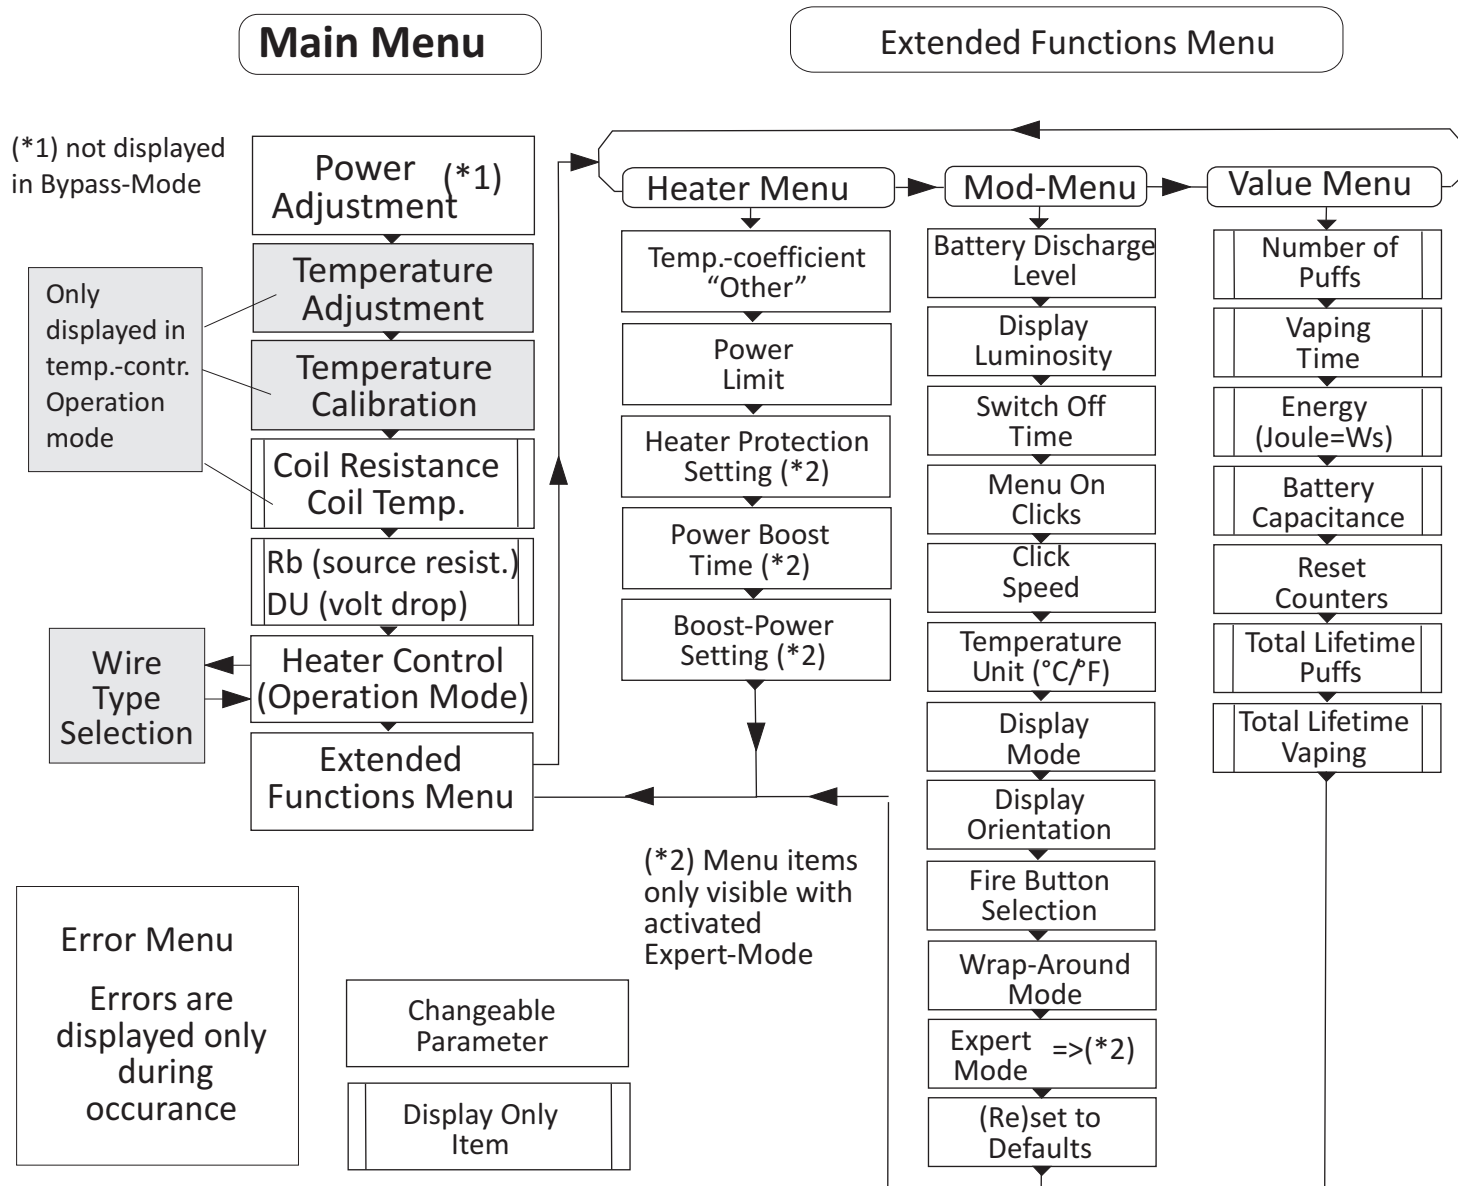 Main Menu
Extended Functions Menu
(*1) not displayed
in Bypass-Mode
Power
Adjustment
(*1)
Temperature
Adjustment
Temperature
Calibration
Only
displayed in
temp.-contr.
Operation
mode
Coil Resistance
Coil Temp.
Rb (source resist.)
DU (volt drop)
Wire
Type
Selection
Heater Control
(Operation Mode)
Extended
Functions Menu
Heater Menu
Temp.-coefficient
“Other”
Power
Limit
Heater Protection
Setting (*2)
Power Boost
Time (*2)
Boost-Power
Setting (*2)
(*2) Menu items
only visible with
activated
Expert-Mode
Mod-Menu
Battery Discharge
Level
Display
Luminosity
Switch Off
Time
Menu On
Clicks
Click
Speed
Temperature
Unit (°C/°F)
Display
Mode
Display
Orientation
Fire Button
Selection
Wrap-Around
Mode
Expert
Mode
=>(*2)
(Re)set to
Defaults
Value Menu
Number of
Puffs
Vaping
Time
Energy
(Joule=Ws)
Battery
Capacitance
Reset
Counters
Total Lifetime
Puffs
Total Lifetime
Vaping
Error Menu
Errors are
displayed only
during
occurance
Changeable
Parameter
Display Only
Item